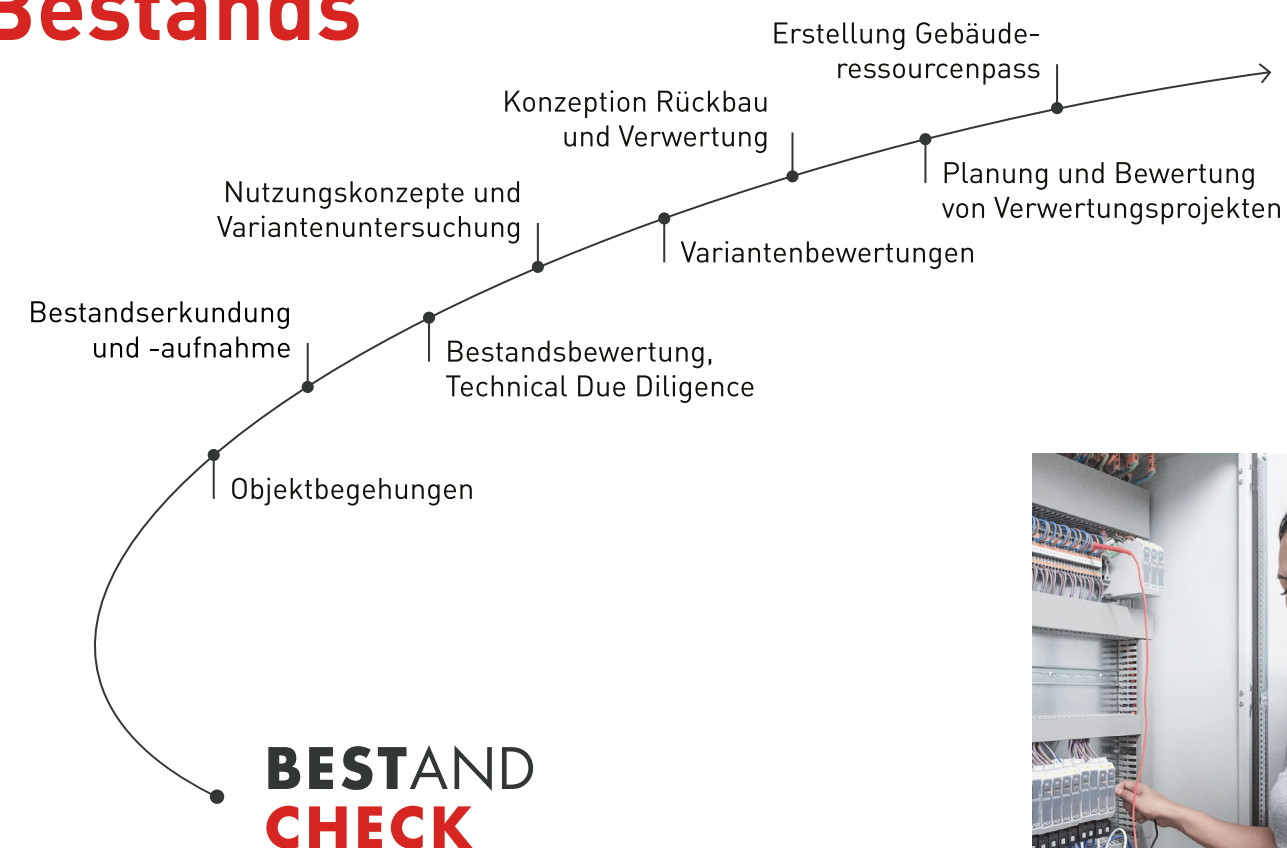 Bestands
Erstellung Gebäude-
ressourcenpass
Konzeption Rückbau
und Verwertung
Planung und Bewertung
von Verwertungsprojekten
Nutzungskonzepte und
Variantenuntersuchung
Variantenbewertungen
Bestandserkundung
und -aufnahme
Bestandsbewertung,
Technical Due Diligence
Objektbegehungen
BESTAND
CHECK